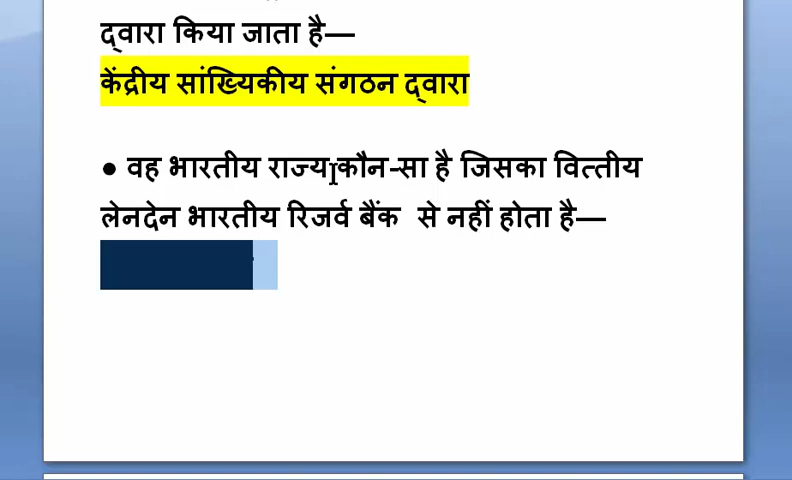 द्वारा किया जाता है—
केंद्रीय सांख्यिकीय संगठन द्वारा
● वह भारतीय राज्य कौन-सा है जिसका वित्तीय
लेनदेन भारतीय रिजर्व बैंक से नहीं होता है—